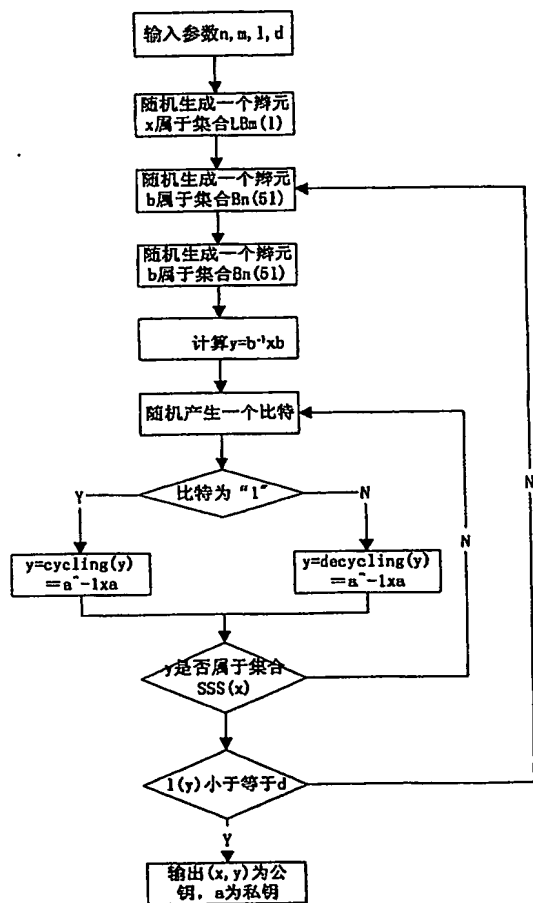 输入参数n, m, l, d
随机生成一个辫元
x属于集合LBm(l)
随机生成一个辫元
b属于集合Bn(5l)
随机生成一个辫元
b属于集合Bn(5l)
计算y=b⁻¹xb
随机产生一个比特
比特为 “1”
Y
N
y=cycling(y)
=a^-1xa
y=decycling(y)
=a^-1xa
y是否属于集合
SSS(x)
N
l(y)小于等于d
N
Y
输出(x, y)为公
钥，a为私钥